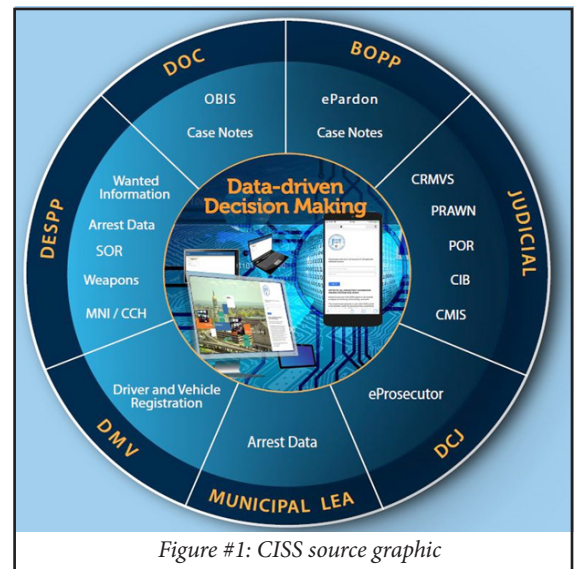 DOC
BOPP
OBIS
Case Notes
ePardon
Case Notes
DESPP
Wanted
Information
Arrest Data
SOR
Weapons
MNI / CCH
Data-driven
Decision Making
CRMVS
PRAWN
POR
CIB
CMIS
JUDICIAL
Driver and Vehicle
Registration
DMV
Arrest Data
MUNICIPAL LEA
eProsecutor
DCJ
Figure #1: CISS source graphic